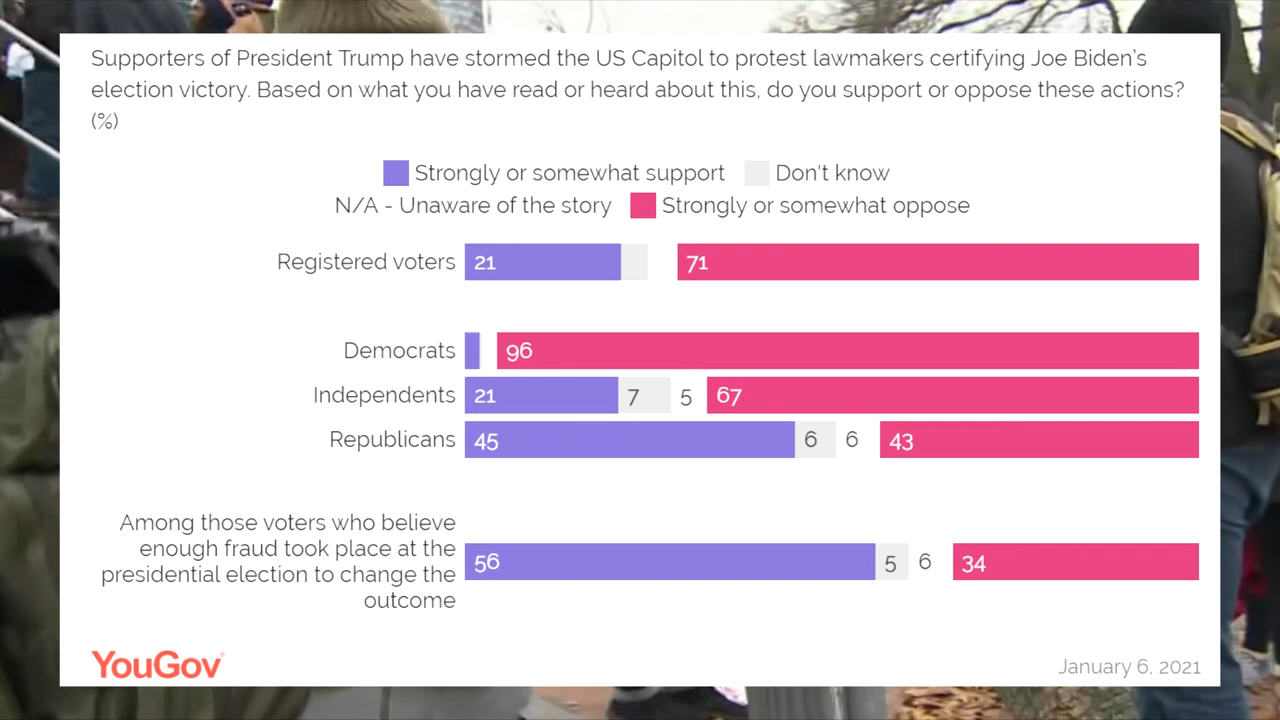 Supporters of President Trump have stormed the US Capitol to protest lawmakers certifying Joe Biden's
election victory. Based on what you have read or heard about this, do you support or oppose these actions?
(%)
Strongly or somewhat support Don't know
N/A - Unaware of the story Strongly or somewhat oppose
Registered voters 21 71
Democrats 96
Independents 21 7 5 67
Republicans 45 6 6 43
Among those voters who believe
enough fraud took place at the
presidential election to change the
outcome
56 5 6 34
YouGov
January 6, 2021